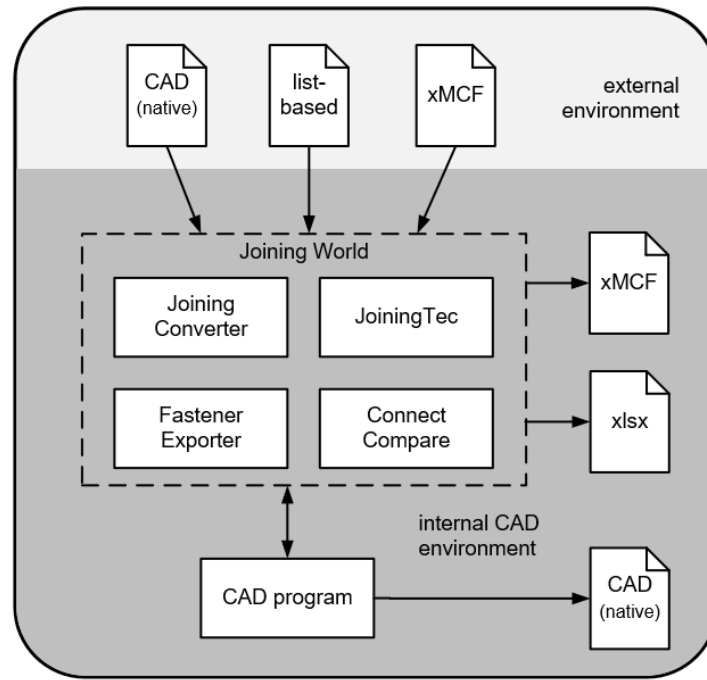 CAD
(native)
list-
based
xMCF
external
environment
Joining World
Joining
Converter
JoiningTec
xMCF
Fastener
Exporter
Connect
Compare
xlsx
internal CAD
environment
CAD program
CAD
(native)